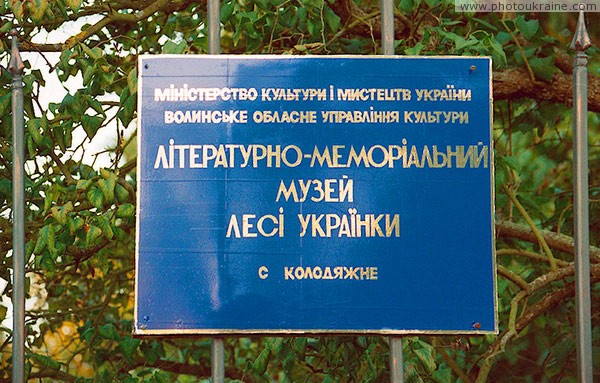 www.photoukraine.com/
МІНІСТЕРСТВО КУЛЬТУРИ І МИСТЕЦТВ УКРАЇНИ
ВОЛИНСЬКЕ ОБЛАСНЕ УПРАВЛІННЯ КУЛЬТУРИ
ЛІТЕРАТУРНО-МЕМОРІАЛЬНИЙ
МУЗЕЙ
ЛЕСІ УКРАЇНКИ
С КОЛОДЯЖНЕ